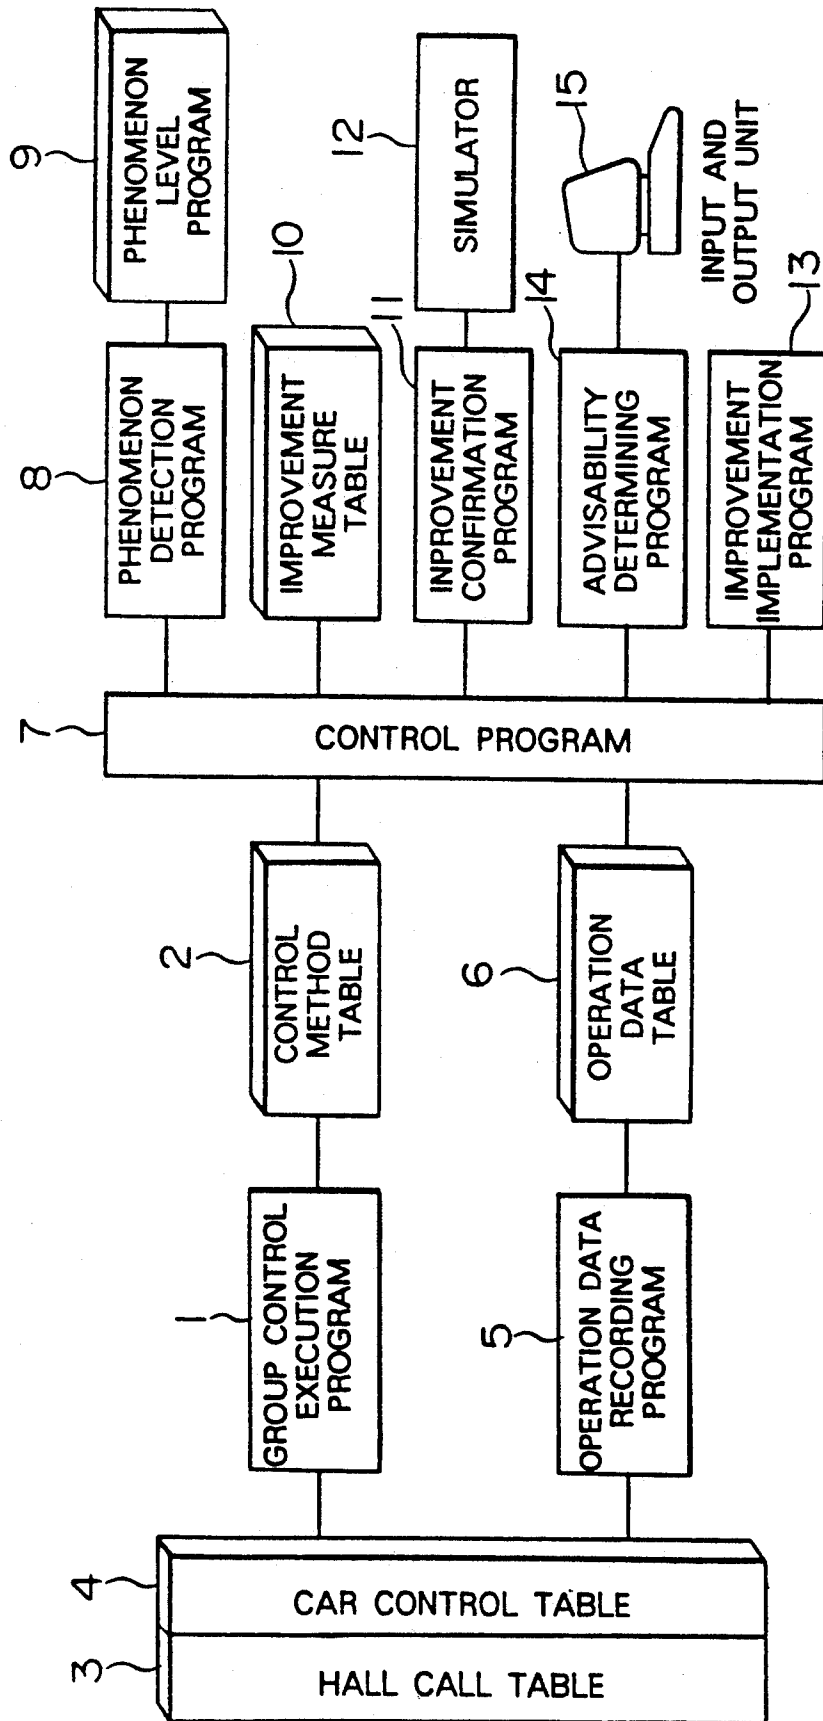 3
HALL CALL TABLE
4
CAR CONTROL TABLE
1
GROUP CONTROL
EXECUTION
PROGRAM
5
OPERATION DATA
RECORDING
PROGRAM
2
CONTROL
METHOD
TABLE
6
OPERATION
DATA
TABLE
7
CONTROL PROGRAM
8
PHENOMENON
DETECTION
PROGRAM
9
PHENOMENON
LEVEL
PROGRAM
10
IMPROVEMENT
MEASURE
TABLE
11
INPROVEMENT
CONFIRMATION
PROGRAM
12
SIMULATOR
14
ADVISABILITY
DETERMINING
PROGRAM
15
INPUT AND
OUTPUT UNIT
13
IMPROVEMENT
IMPLEMENTATION
PROGRAM